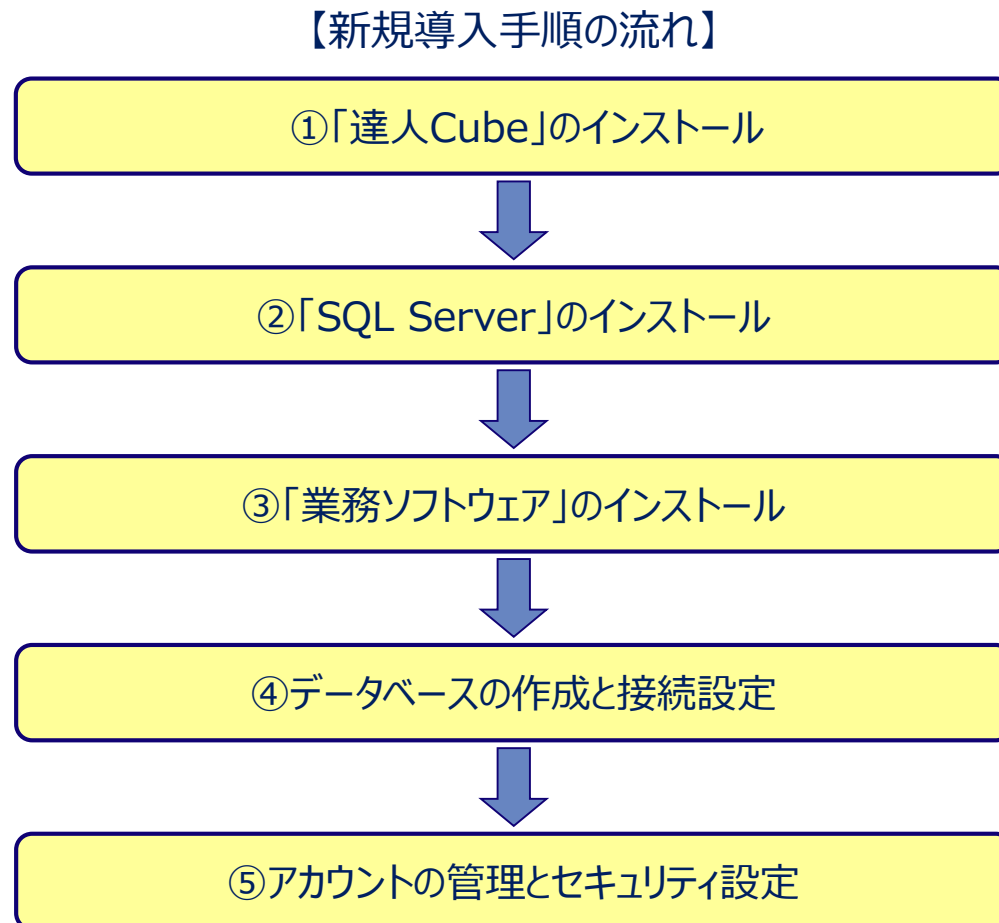 【新規導入手順の流れ】
①「達人Cube」のインストール
②「SQL Server」のインストール
③「業務ソフトウェア」のインストール
④データベースの作成と接続設定
⑤アカウントの管理とセキュリティ設定